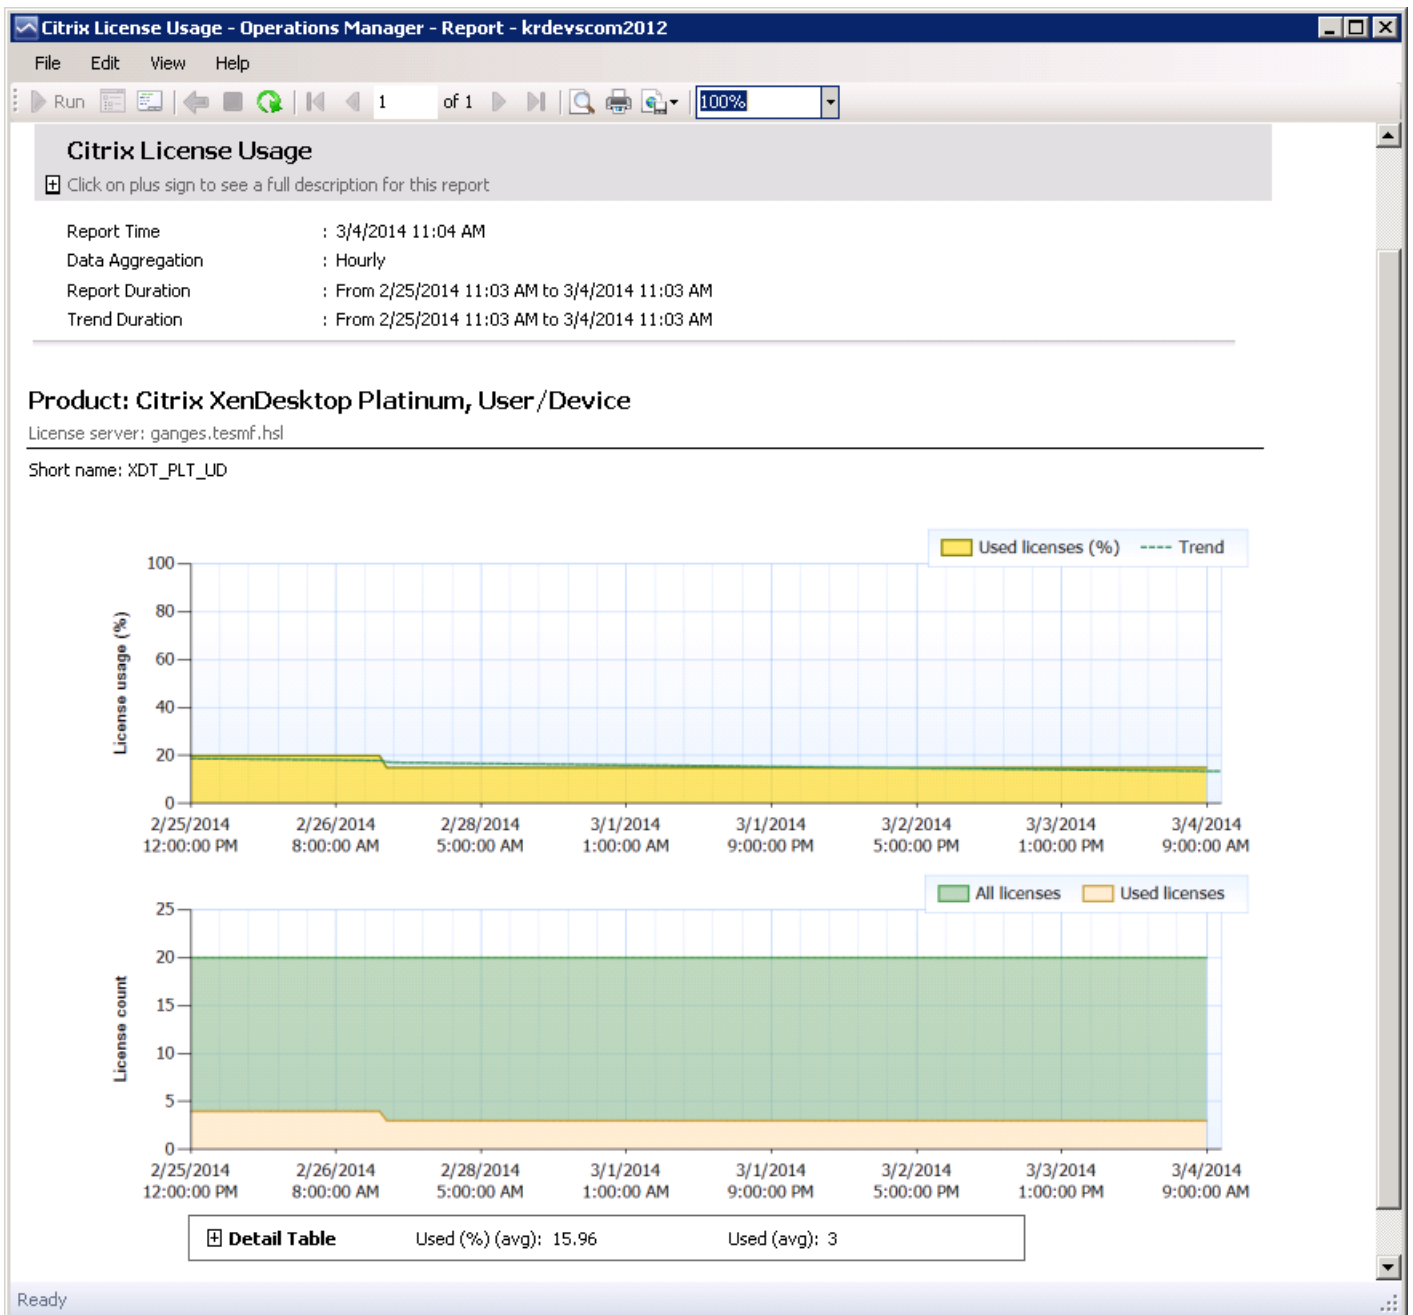 Citrix License Usage - Operations Manager - Report - krdevscom2012
File Edit View Help
Run 1 of 1 100%
Citrix License Usage
Click on plus sign to see a full description for this report
Report Time : 3/4/2014 11:04 AM
Data Aggregation : Hourly
Report Duration : From 2/25/2014 11:03 AM to 3/4/2014 11:03 AM
Trend Duration : From 2/25/2014 11:03 AM to 3/4/2014 11:03 AM
Product: Citrix XenDesktop Platinum, User/Device
License server: ganges.tesmf.hsl
Short name: XDT_PLT_UD
Used licenses (%) ---- Trend
License usage (%)
100
80
60
40
20
0
2/25/2014 2/26/2014 2/28/2014 3/1/2014 3/1/2014 3/2/2014 3/3/2014 3/4/2014
12:00:00 PM 8:00:00 AM 5:00:00 AM 1:00:00 AM 9:00:00 PM 5:00:00 PM 1:00:00 PM 9:00:00 AM
All licenses Used licenses
License count
25
20
15
10
5
0
2/25/2014 2/26/2014 2/28/2014 3/1/2014 3/1/2014 3/2/2014 3/3/2014 3/4/2014
12:00:00 PM 8:00:00 AM 5:00:00 AM 1:00:00 AM 9:00:00 PM 5:00:00 PM 1:00:00 PM 9:00:00 AM
Detail Table Used (%) (avg): 15.96 Used (avg): 3
Ready